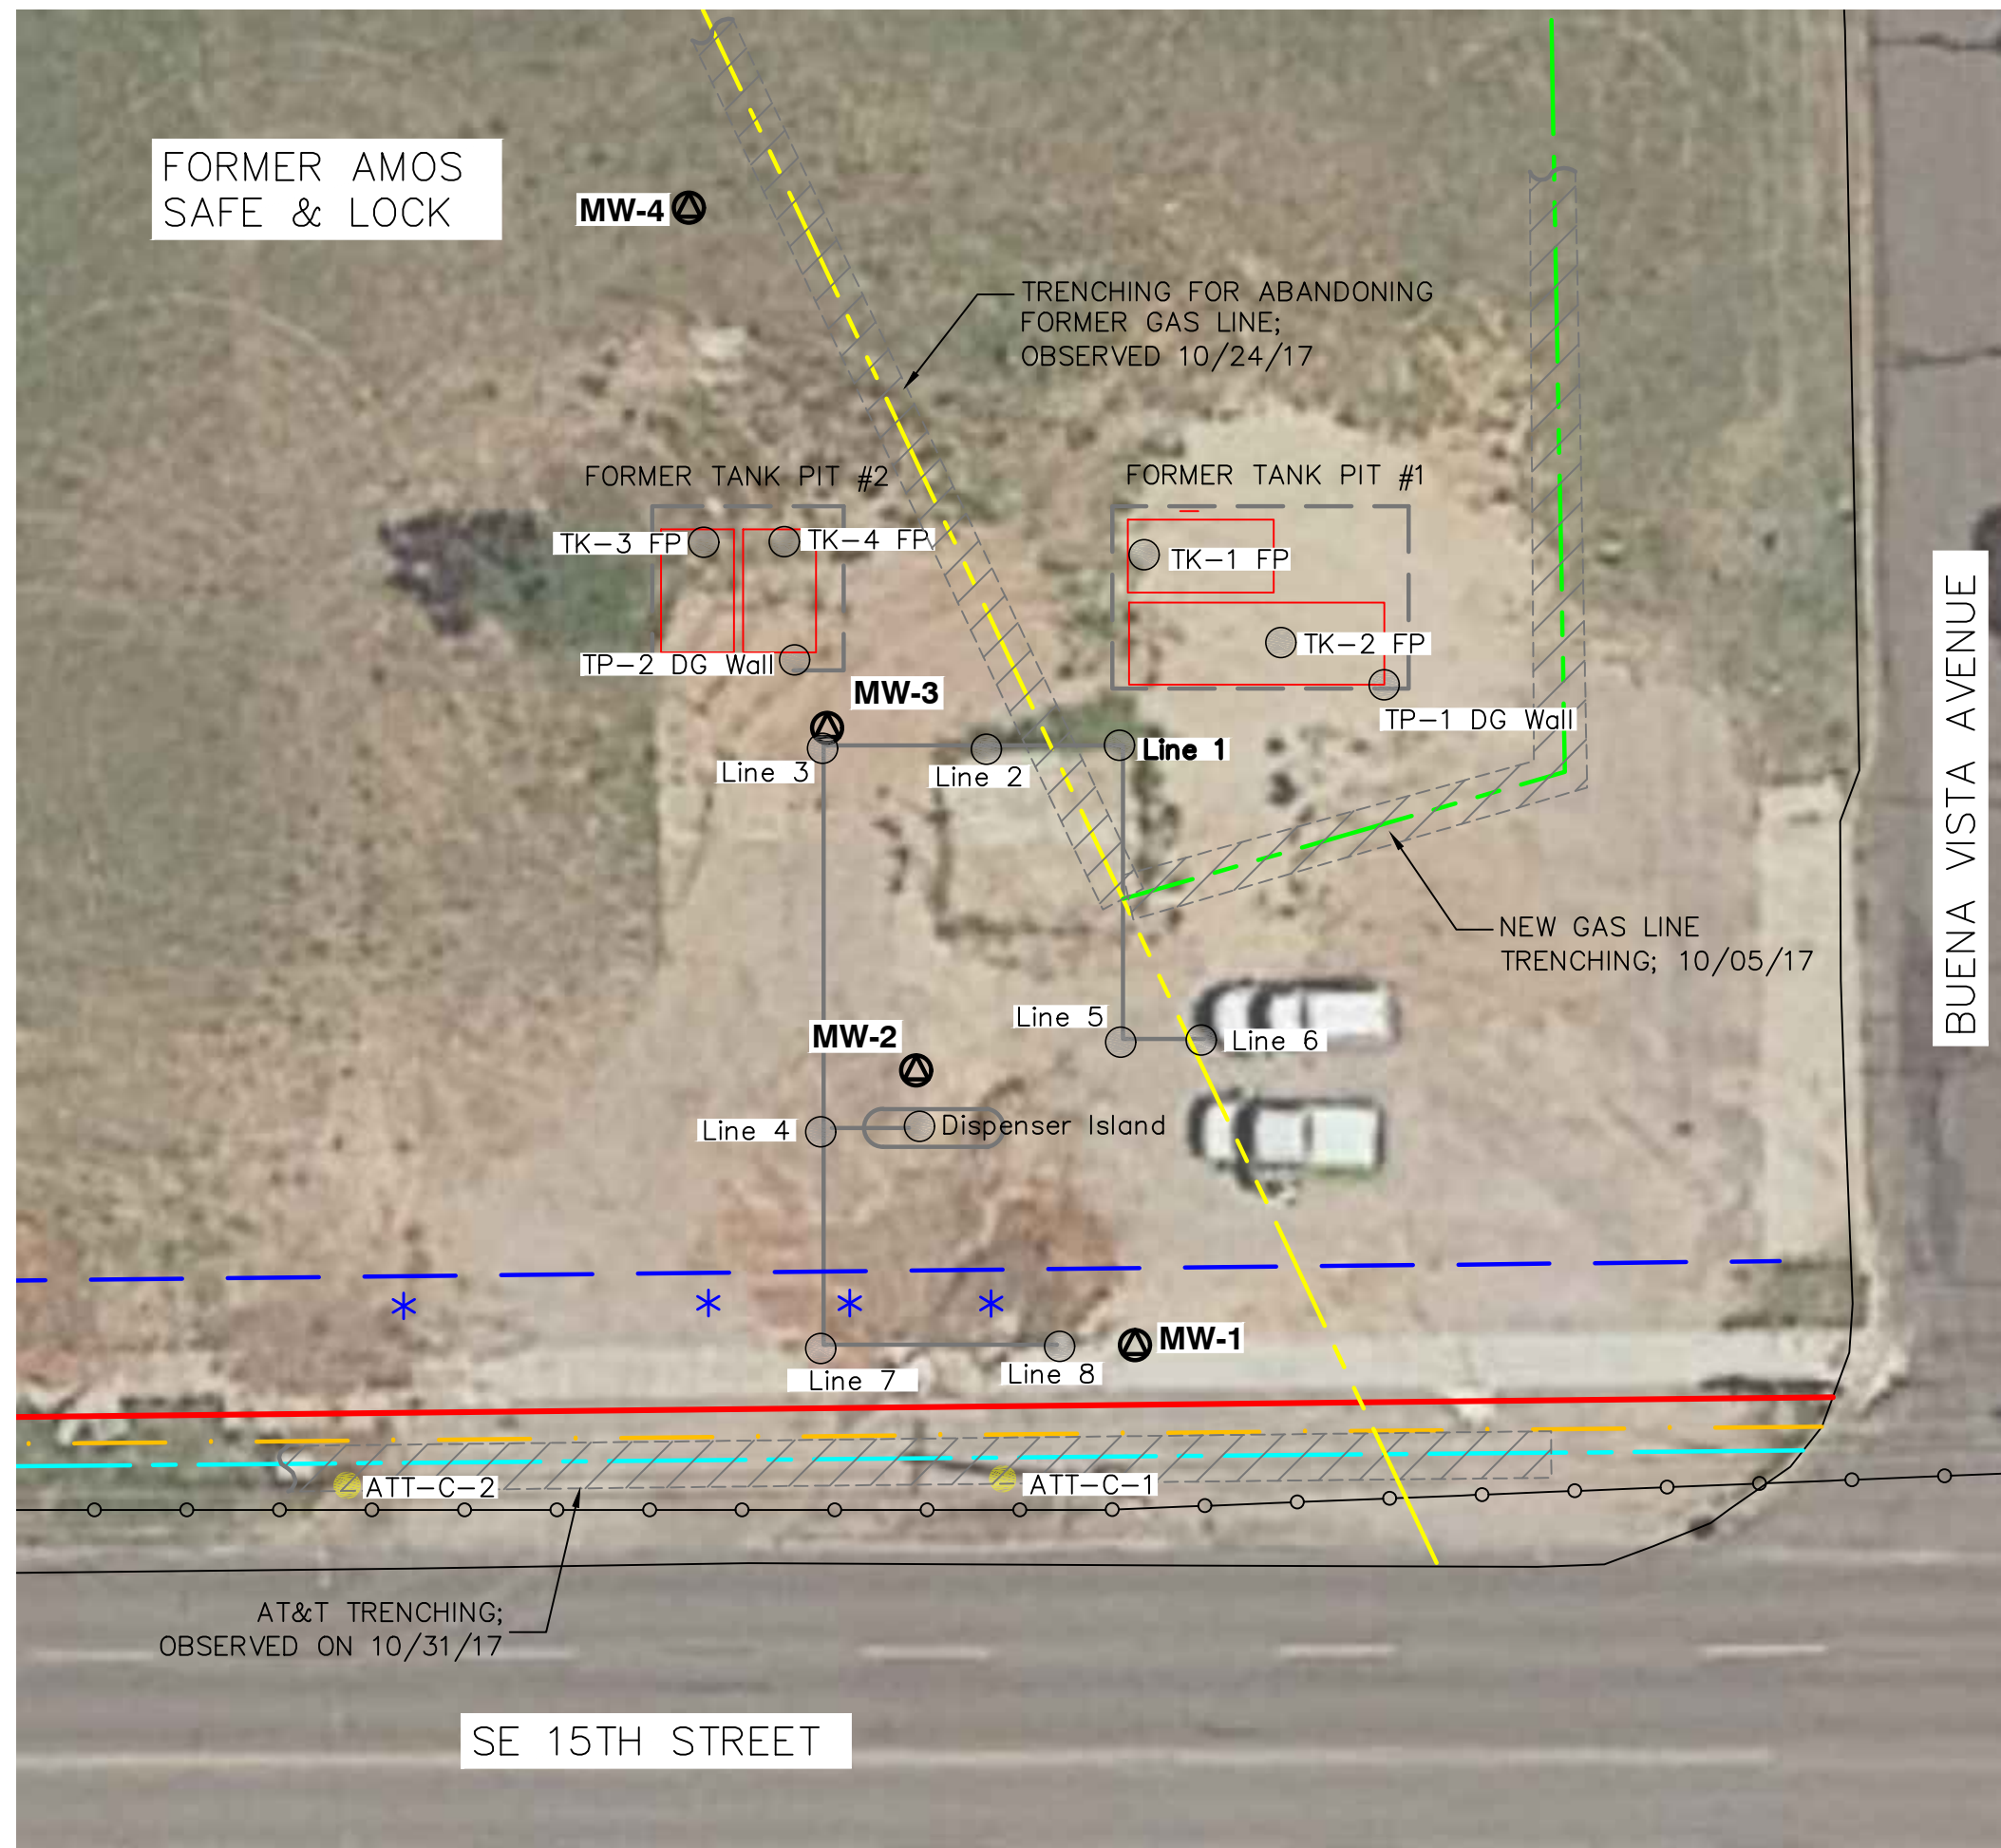 FORMER AMOS
SAFE & LOCK
MW-4
TRENCHING FOR ABANDONING
FORMER GAS LINE;
OBSERVED 10/24/17
FORMER TANK PIT #2
FORMER TANK PIT #1
TK-3 FP
TK-4 FP
TK-1 FP
TK-2 FP
TP-2 DG Wall
MW-3
TP-1 DG Wall
Line 3
Line 2
Line 1
BUENA VISTA AVENUE
NEW GAS LINE
TRENCHING; 10/05/17
Line 5
Line 6
MW-2
Line 4
Dispenser Island
MW-1
Line 7
Line 8
ATT-C-2
ATT-C-1
AT&T TRENCHING;
OBSERVED ON 10/31/17
SE 15TH STREET